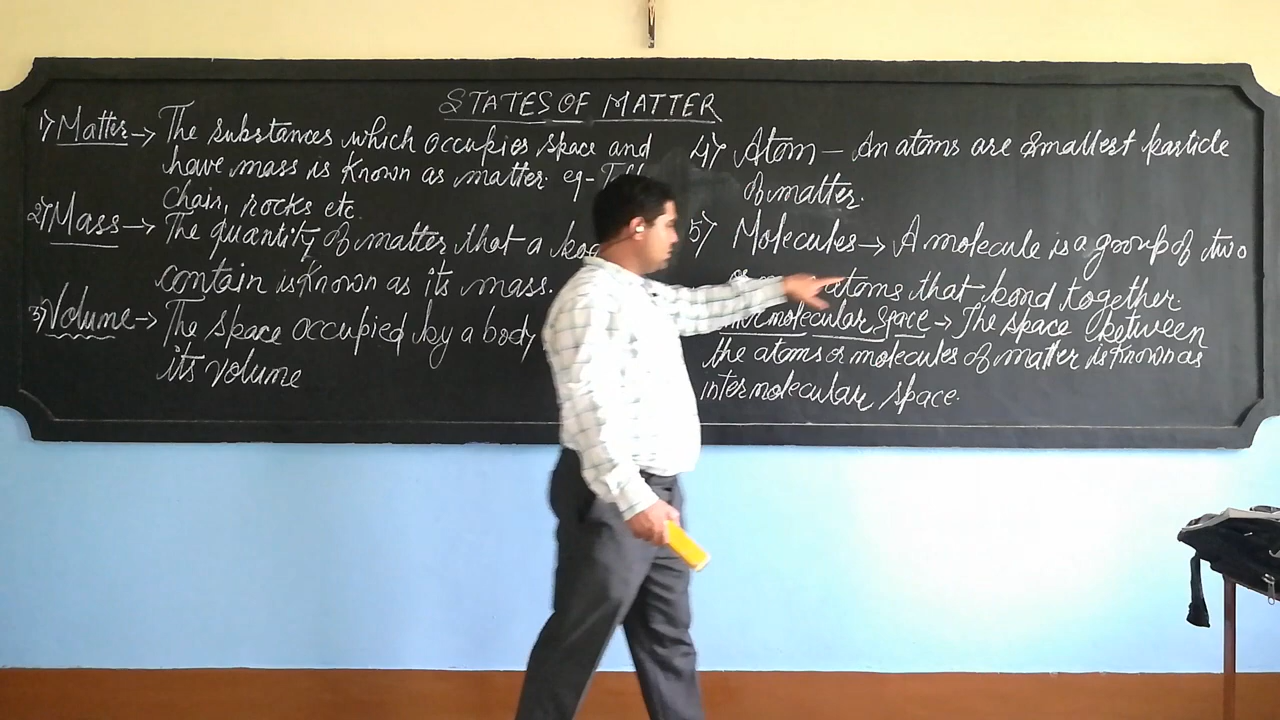 STATES OF MATTER
1) Matter → The substances which occupies space and
have mass is known as matter. eg-
chair, rocks etc.
2) Mass → The quantity of matter that a
contain is known as its mass.
3) Volume → The space occupied by a body
its volume
4) Atom - An atoms are smallest particle
of matter.
5) Molecules → A molecule is a group of two
atoms that bond together.
molecular space → The space between
the atoms or molecules of matter is known as
intermolecular space.